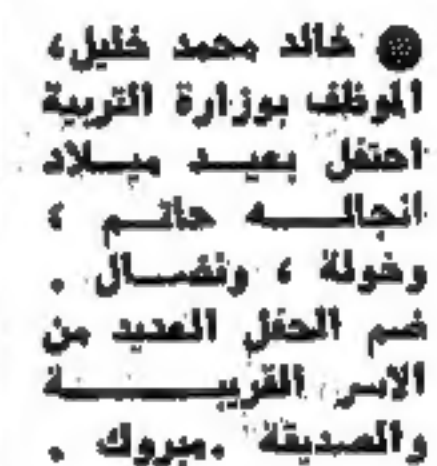 ● خالد محمد خليل،
الموظف بوزارة التربية
احتفل بعيد ميلاد
انجاله حاتم ،
وخولة ، ونضال .
ضم الحفل العديد من
الاسر القريبة
والصديقة .مبروك .